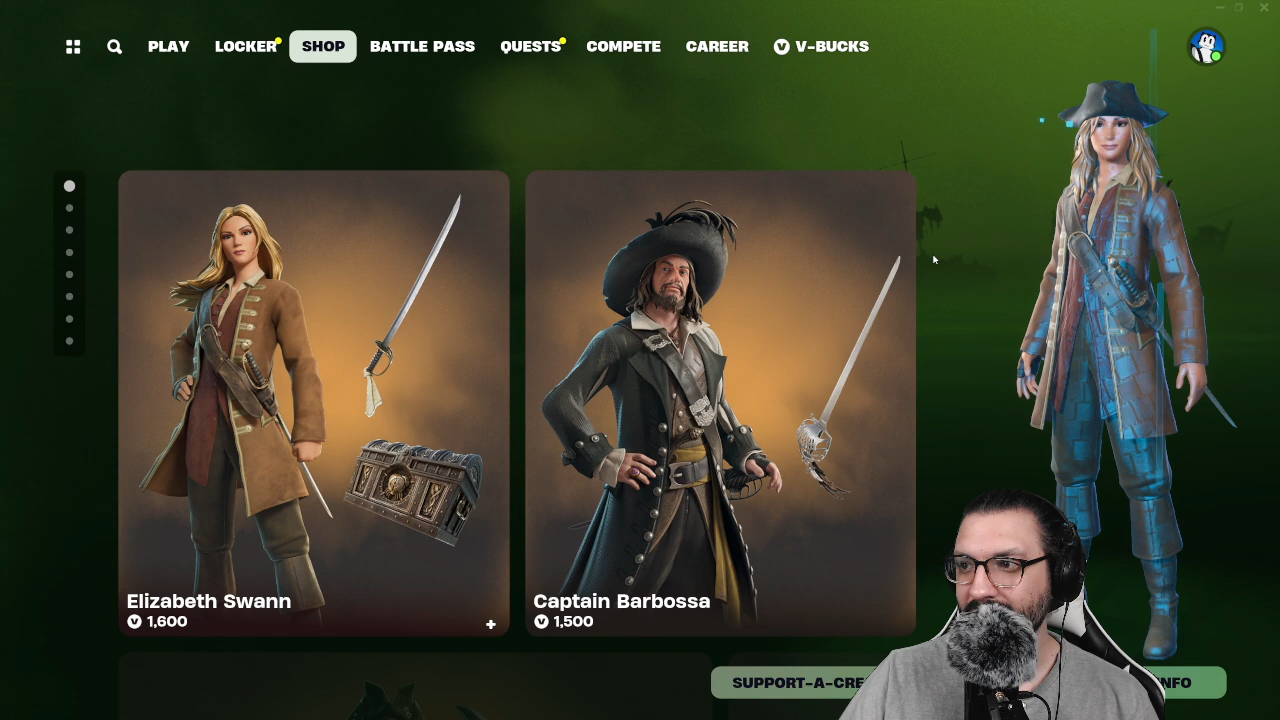 PLAY
LOCKER
SHOP
BATTLE PASS
QUESTS
COMPETE
CAREER
V-BUCKS
Elizabeth Swann
1,600
Captain Barbossa
1,500
SUPPORT-A-CRE
NFO